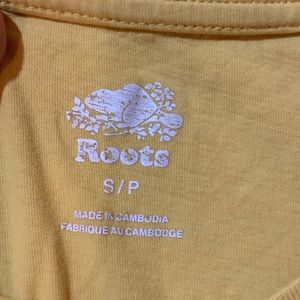 Roots
S/P
MADE IN CAMBODIA
FABRIQUÉ AU CAMBODGE